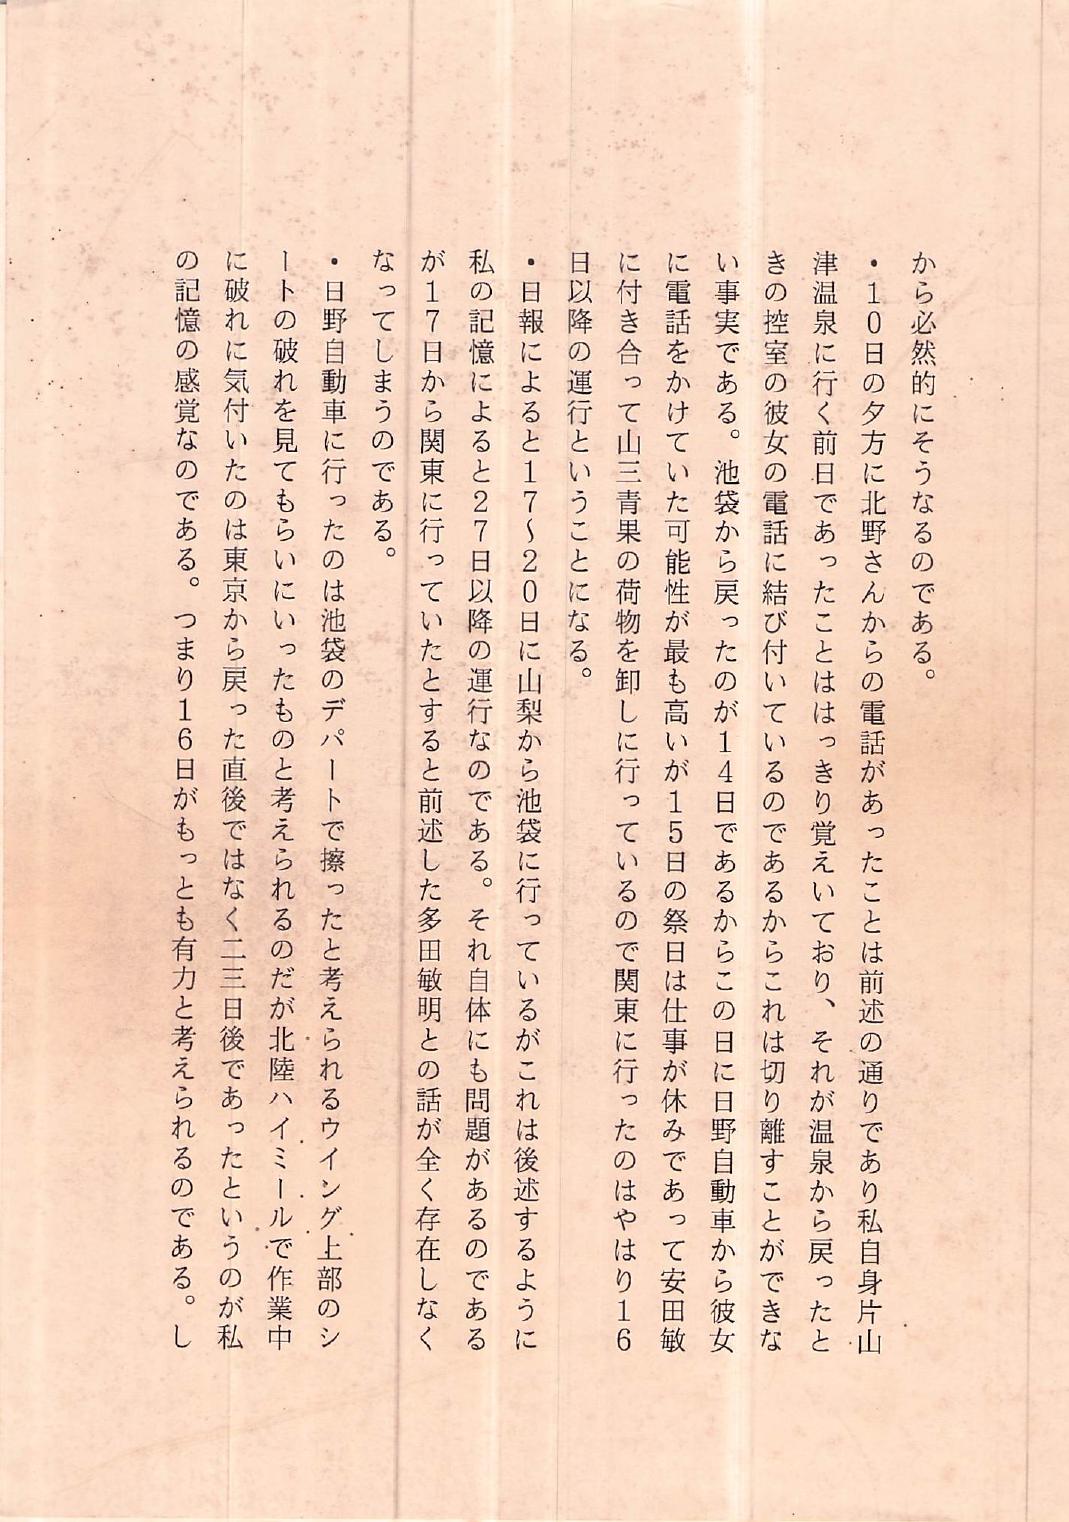 から必然的にそうなるのである。
・１０日の夕方に北野さんからの電話があったことは前述の通りであり私自身片山
津温泉に行く前日であったことははっきり覚えいており、それが温泉から戻ったと
きの控室の彼女の電話に結び付いているのであるからこれは切り離すことができな
い事実である。池袋から戻ったのが１４日であるからこの日に日野自動車から彼女
に電話をかけていた可能性が最も高いが１５日の祭日は仕事が休みであって安田敏
に付き合って山三青果の荷物を卸しに行っているので関東に行ったのはやはり１６
日以降の運行ということになる。
・日報によると１７～２０日に山梨から池袋に行っているがこれは後述するように
私の記憶によると２７日以降の運行なのである。それ自体にも問題があるのである
が１７日から関東に行っていたとすると前述した多田敏明との話が全く存在しなく
なってしまうのである。
・日野自動車に行ったのは池袋のデパートで擦ったと考えられるウイング上部のシ
ートの破れを見てもらいにいったものと考えられるのだが北陸ハイミールで作業中
に破れに気付いたのは東京から戻った直後ではなく二三日後であったというのが私
の記憶の感覚なのである。つまり１６日がもっとも有力と考えられるのである。し